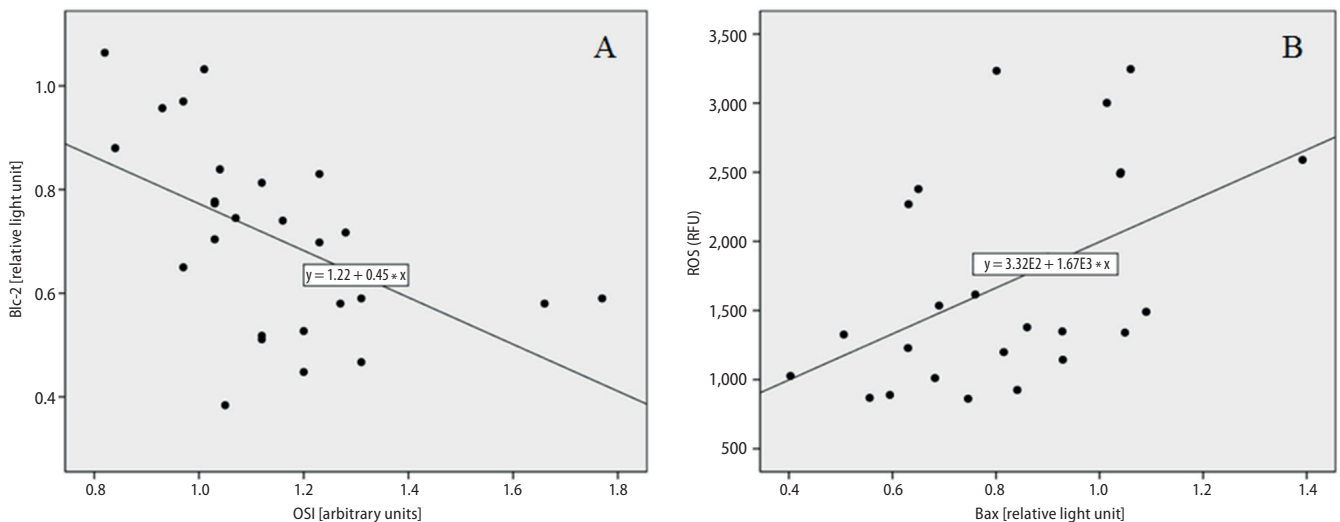 A
1.0
0.8
0.6
0.4
Blc-2 [relative light unit]
y = 1.22 + 0.45 * x
0.8 1.0 1.2 1.4 1.6 1.8
OSI [arbitrary units]
B
3,500
3,000
2,500
2,000
1,500
1,000
500
ROS (RFU)
y = 3.32E2 + 1.67E3 * x
0.4 0.6 0.8 1.0 1.2 1.4
Bax [relative light unit]